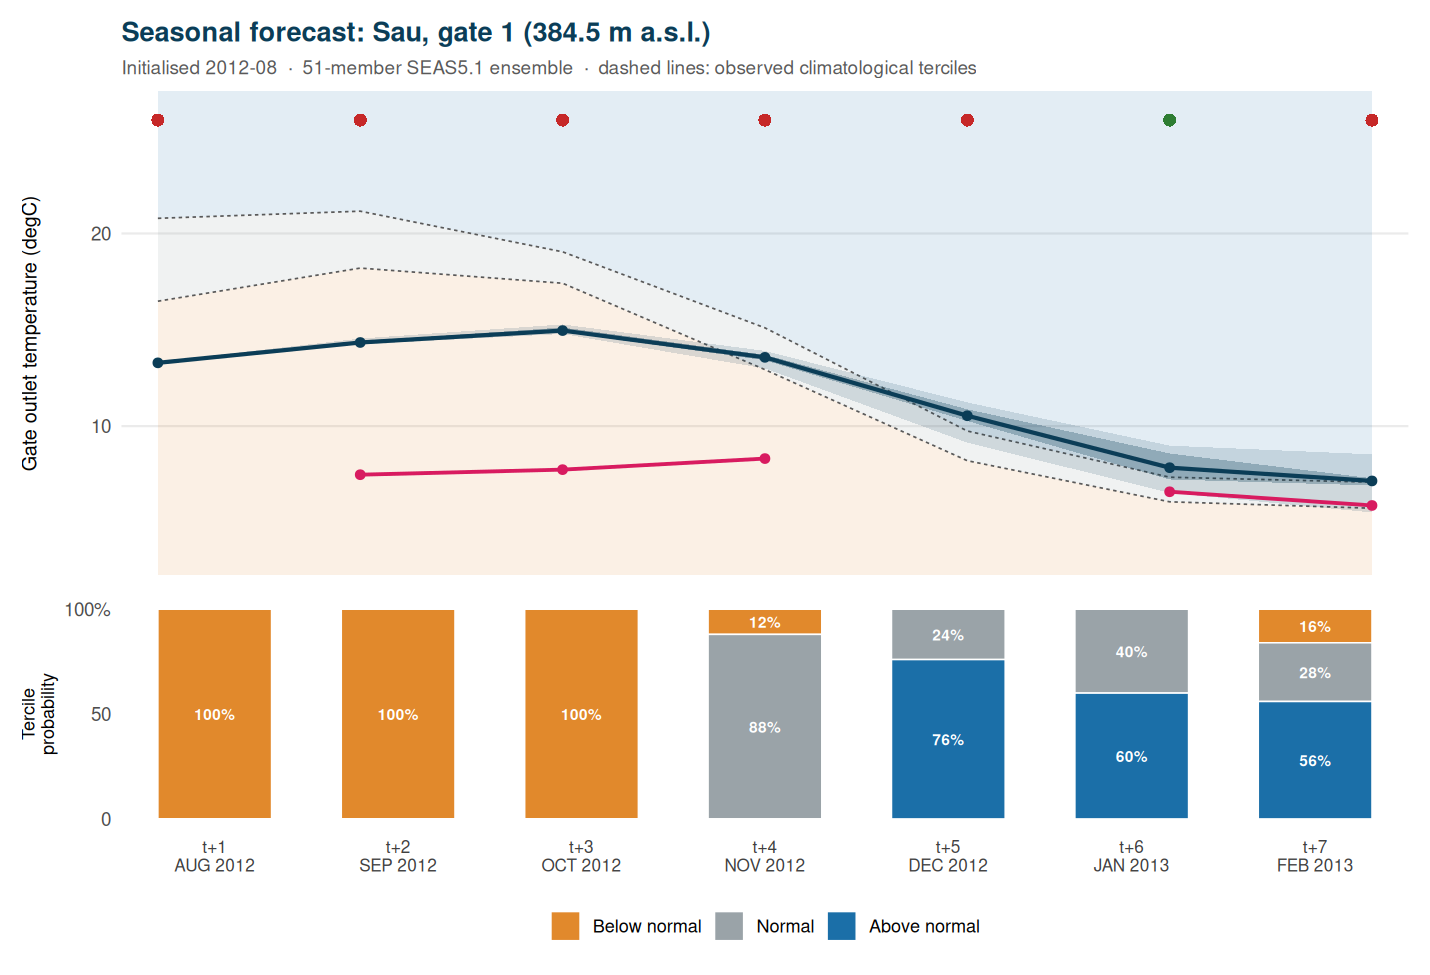 Seasonal forecast: Sau, gate 1 (384.5 m a.s.l.)
Initialised 2012-08 · 51-member SEAS5.1 ensemble · dashed lines: observed climatological terciles
Gate outlet temperature (degC)
20
10
Tercile
probability
100%
50
0
100%
100%
100%
12%
88%
24%
76%
40%
60%
16%
28%
56%
t+1
AUG 2012
t+2
SEP 2012
t+3
OCT 2012
t+4
NOV 2012
t+5
DEC 2012
t+6
JAN 2013
t+7
FEB 2013
Below normal
Normal
Above normal